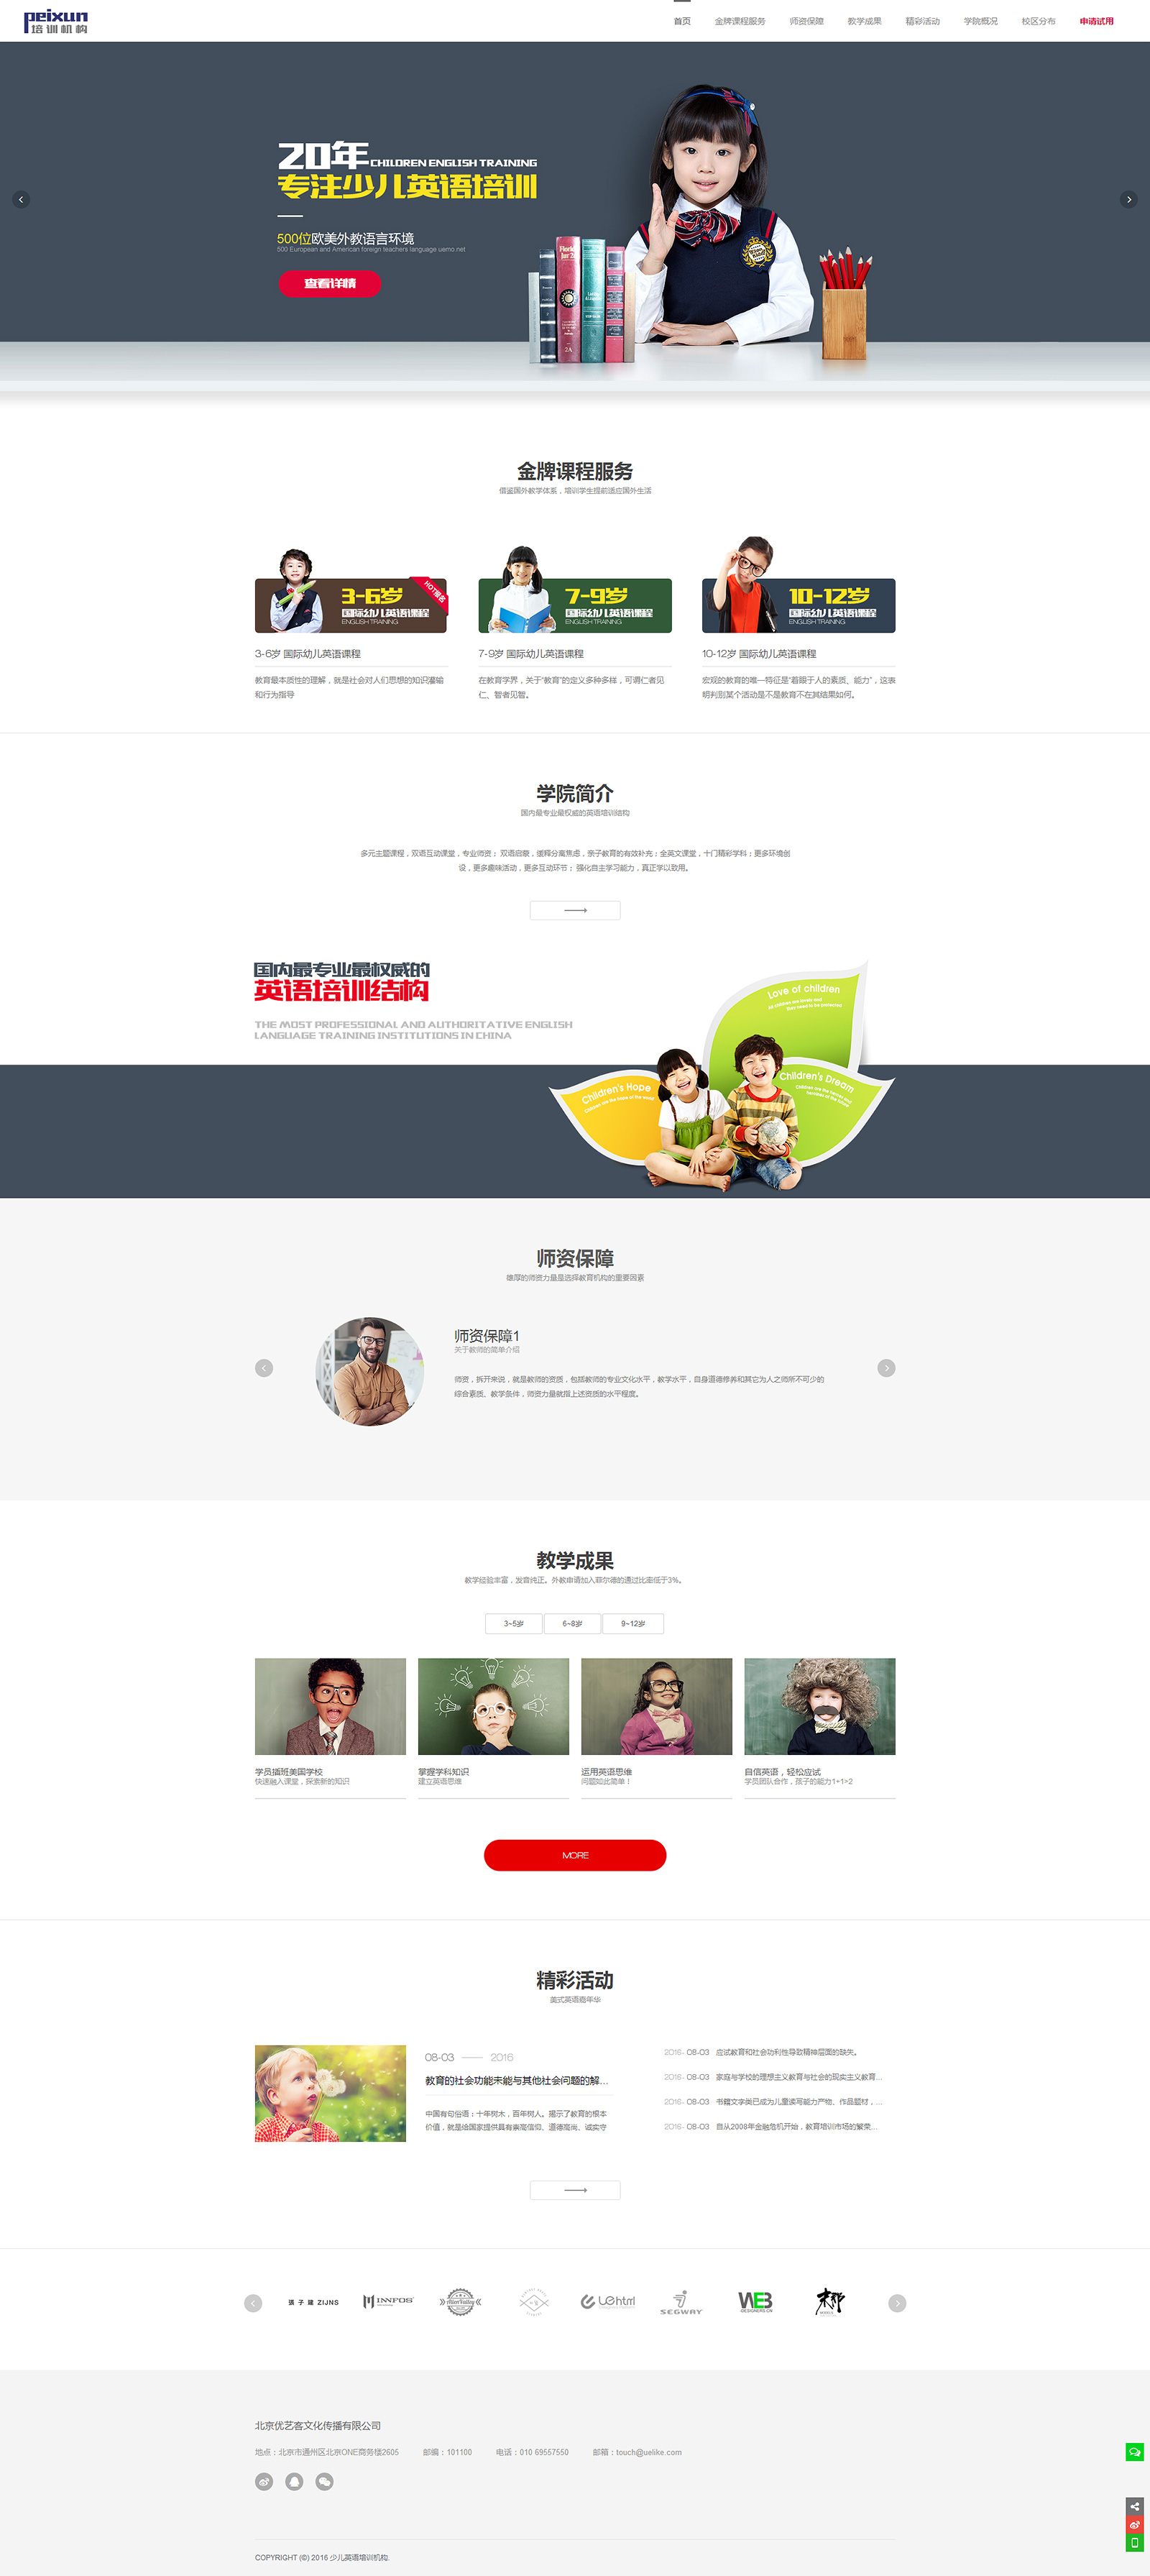 peixun
培训机构
首页 金牌课程服务 师资保障 教学成果 精彩活动 学院概况 校区分布 申请试用
20年 CHILDREN ENGLISH TRAINING
专注少儿英语培训
500位欧美外教语言环境
500 European and American foreign teachers language uemo.net
查看详情
金牌课程服务
借鉴国外教学体系，培训学生提前适应国外生活
3-6岁
国际幼儿英语课程
ENGLISH TRAINING
HOT报名
7-9岁
国际幼儿英语课程
ENGLISH TRAINING
10-12岁
国际幼儿英语课程
ENGLISH TRAINING
3-6岁 国际幼儿英语课程
教育最本质性的理解，就是社会对人们思想的知识灌输
和行为指导
7-9岁 国际幼儿英语课程
在教育学界，关于“教育”的定义多种多样，可谓仁者见
仁、智者见智。
10-12岁 国际幼儿英语课程
宏观的教育的唯一特征是“着眼于人的素质、能力”，这表
明判别某个活动是不是教育不在其结果如何。
学院简介
国内最专业最权威的英语培训结构
多元主题课程，双语互动课堂，专业师资； 双语启蒙，缓释分离焦虑，亲子教育的有效补充；全英文课堂，十门精彩学科；更多环境创
设，更多趣味活动，更多互动环节； 强化自主学习能力，真正学以致用。
国内最专业最权威的
英语培训结构
THE MOST PROFESSIONAL AND AUTHORITATIVE ENGLISH
LANGUAGE TRAINING INSTITUTIONS IN CHINA
Love of children
Children's Hope
Children's Dream
师资保障
雄厚的师资力量是选择教育机构的重要因素
师资保障1
关于教师的简单介绍
师资，拆开来说，就是教师的资质，包括教师的专业文化水平，教学水平，自身道德修养和其它为人之师所不可少的
综合素质、教学条件，师资力量就指上述资质的水平程度。
教学成果
教学经验丰富，发音纯正。外教申请加入菲尔德的通过比率低于3%。
3~5岁 6~8岁 9~12岁
学员插班美国学校
快速融入课堂，探索新的知识
掌握学科知识
建立英语思维
运用英语思维
问题如此简单！
自信英语，轻松应试
学员团队合作，孩子的能力1+1>2
MORE
精彩活动
美式英语嘉年华
08-03 2016
教育的社会功能未能与其他社会问题的解...
中国有句俗语：十年树木，百年树人。揭示了教育的根本
价值，就是给国家提供具有崇高信仰、道德高尚、诚实守
2016- 08-03 应试教育和社会功利性导致精神层面的缺失。
2016- 08-03 家庭与学校的理想主义教育与社会的现实主义教育...
2016- 08-03 书籍文字类已成为儿童读写能力产物、作品题材，...
2016- 08-03 自从2008年金融危机开始，教育培训市场的繁荣...
張 子 建 ZIJNS
INNFOS
UEhtml
SEGWAY
WEB
DESIGNERS.CN
北京优艺客文化传播有限公司
地点：北京市通州区北京ONE商务楼2605 邮编：101100 电话：010 69557550 邮箱：touch@uelike.com
COPYRIGHT (©) 2016 少儿英语培训机构.